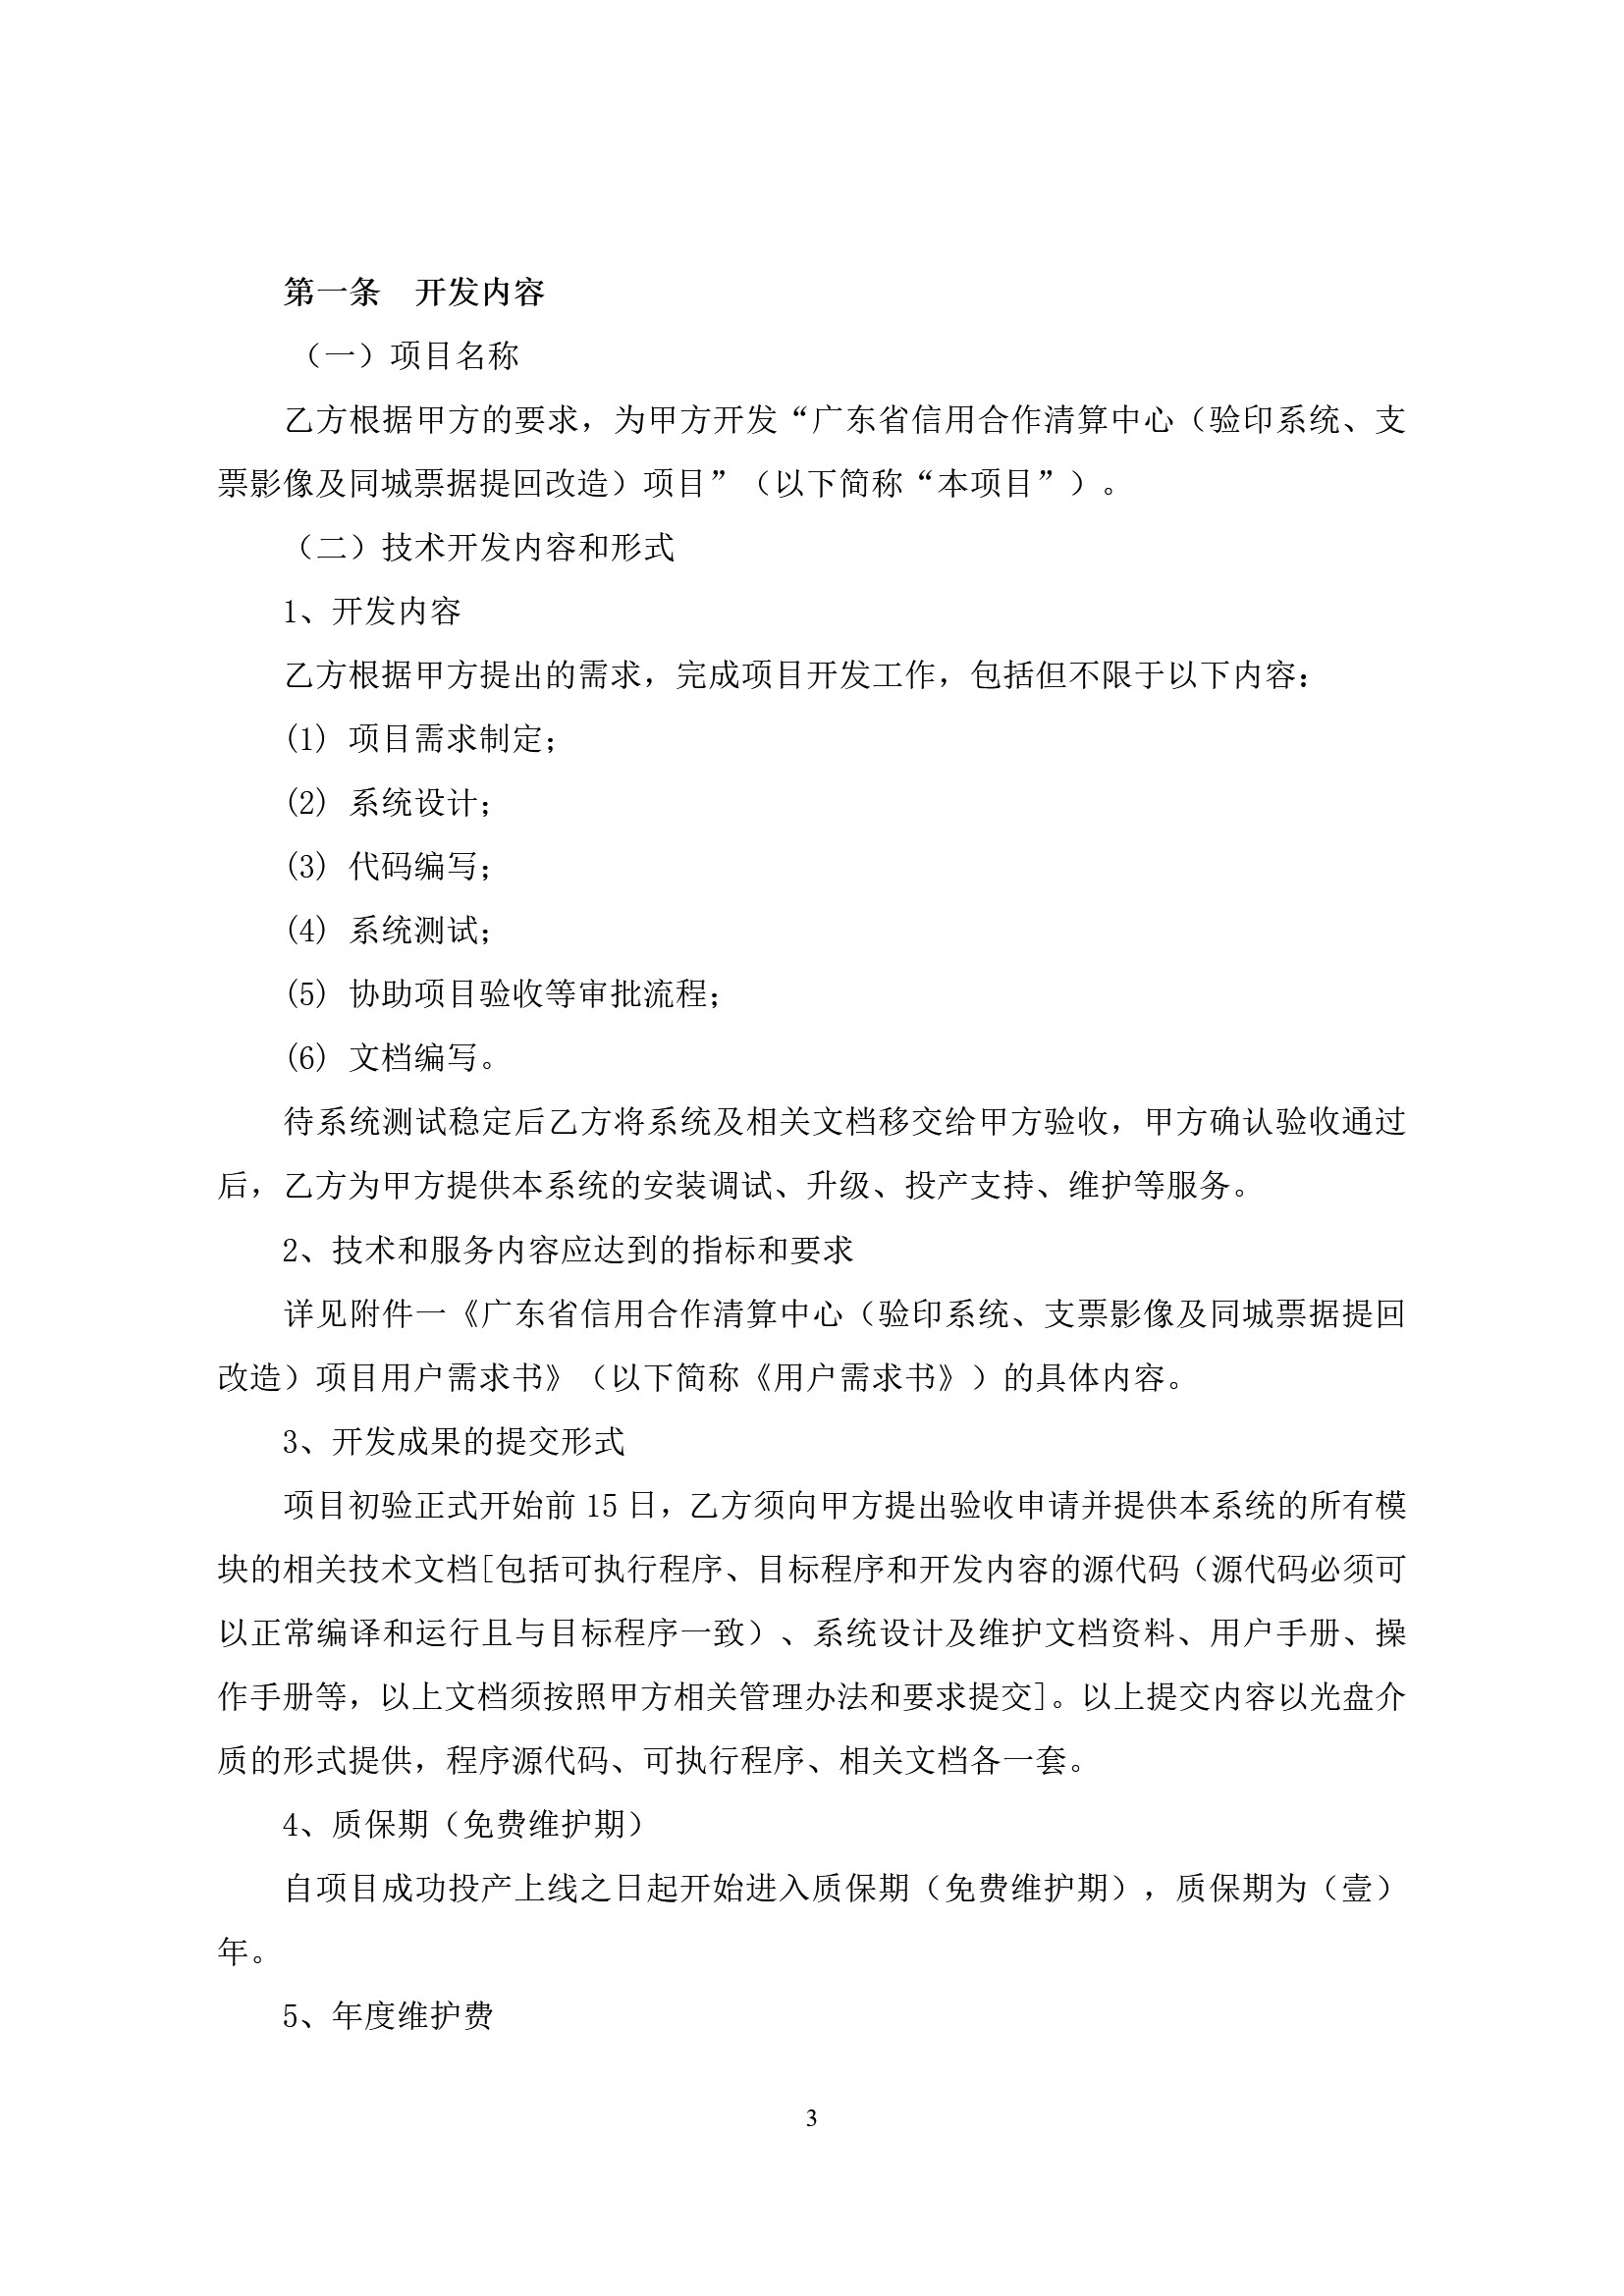 第一条　开发内容
（一）项目名称
乙方根据甲方的要求，为甲方开发“广东省信用合作清算中心（验印系统、支
票影像及同城票据提回改造）项目”（以下简称“本项目”）。
（二）技术开发内容和形式
1、开发内容
乙方根据甲方提出的需求，完成项目开发工作，包括但不限于以下内容：
(1) 项目需求制定；
(2) 系统设计；
(3) 代码编写；
(4) 系统测试；
(5) 协助项目验收等审批流程；
(6) 文档编写。
待系统测试稳定后乙方将系统及相关文档移交给甲方验收，甲方确认验收通过
后，乙方为甲方提供本系统的安装调试、升级、投产支持、维护等服务。
2、技术和服务内容应达到的指标和要求
详见附件一《广东省信用合作清算中心（验印系统、支票影像及同城票据提回
改造）项目用户需求书》（以下简称《用户需求书》）的具体内容。
3、开发成果的提交形式
项目初验正式开始前 15 日，乙方须向甲方提出验收申请并提供本系统的所有模
块的相关技术文档[包括可执行程序、目标程序和开发内容的源代码（源代码必须可
以正常编译和运行且与目标程序一致）、系统设计及维护文档资料、用户手册、操
作手册等，以上文档须按照甲方相关管理办法和要求提交]。以上提交内容以光盘介
质的形式提供，程序源代码、可执行程序、相关文档各一套。
4、质保期（免费维护期）
自项目成功投产上线之日起开始进入质保期（免费维护期），质保期为（壹）
年。
5、年度维护费
3